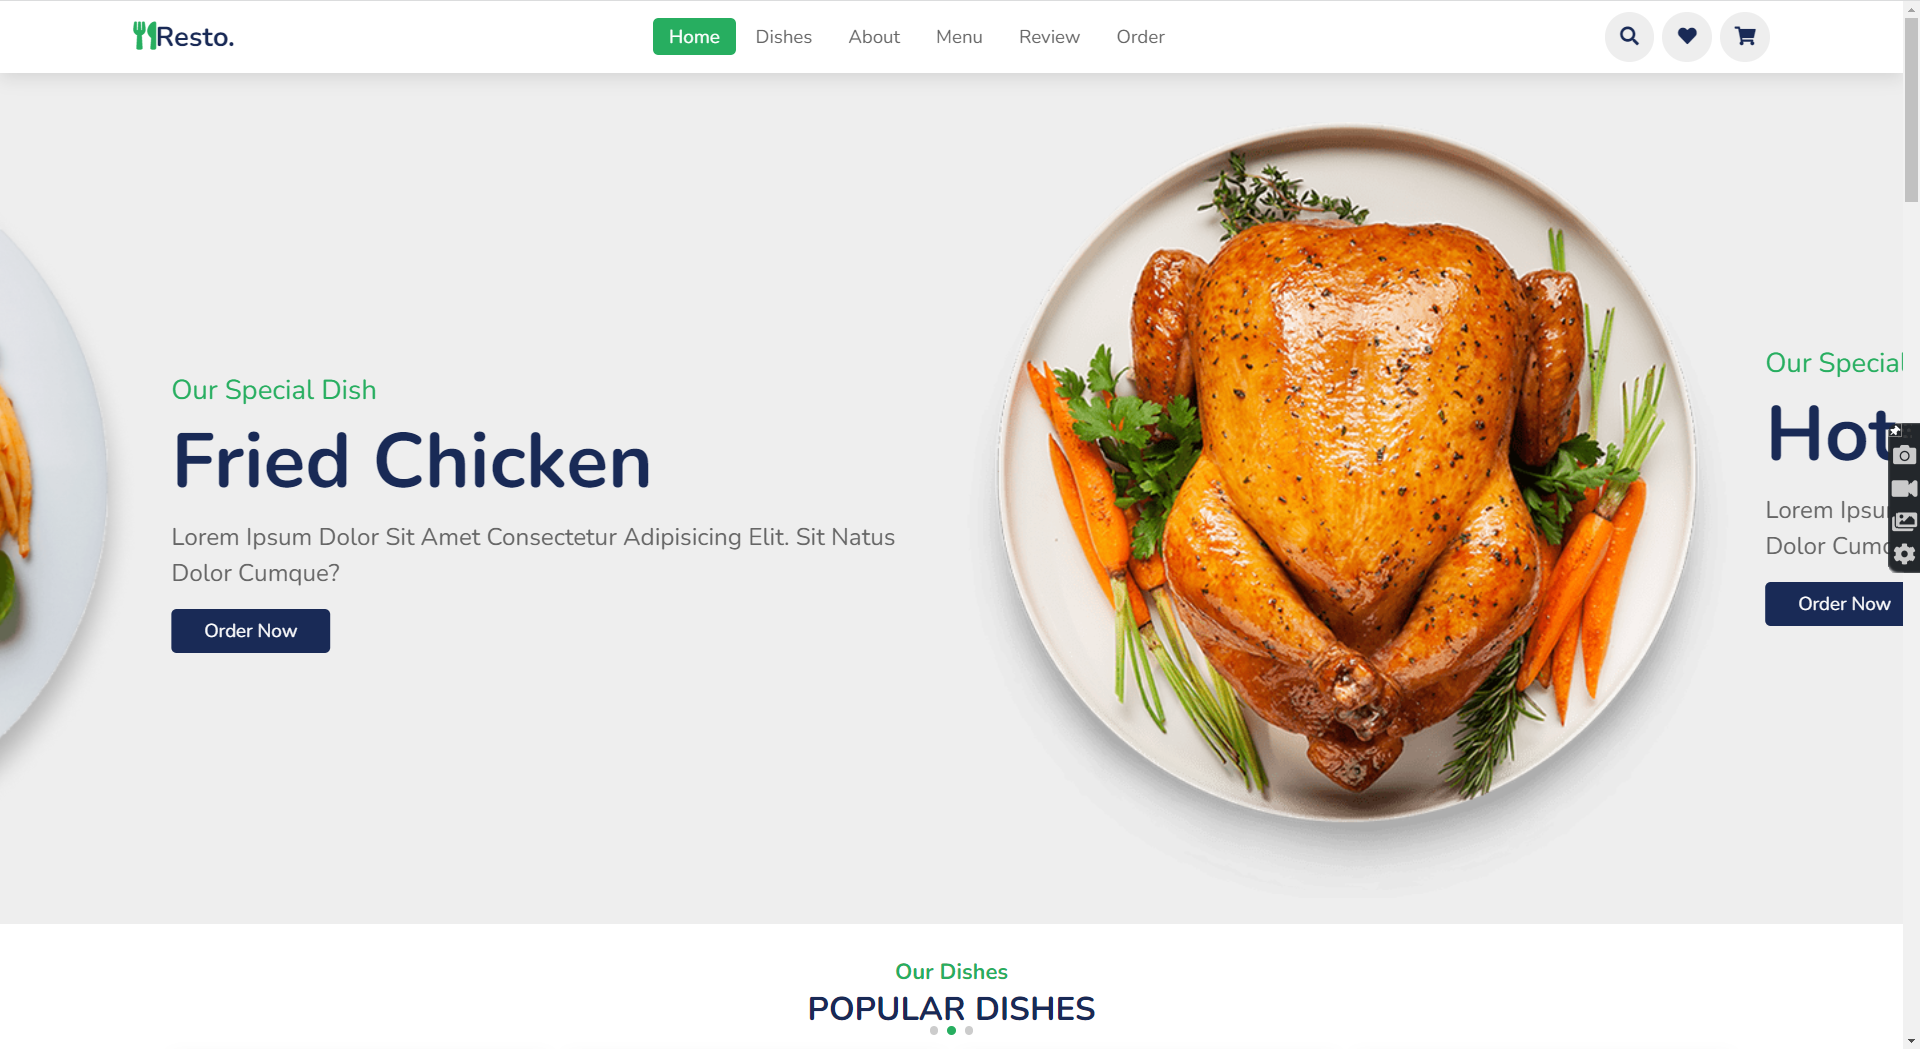 Resto.
Home Dishes About Menu Review Order
Our Special Dish
Fried Chicken
Lorem Ipsum Dolor Sit Amet Consectetur Adipisicing Elit. Sit Natus
Dolor Cumque?
Order Now
Our Special
Hot
Lorem Ipsu
Dolor Cum
Order Now
Our Dishes
POPULAR DISHES